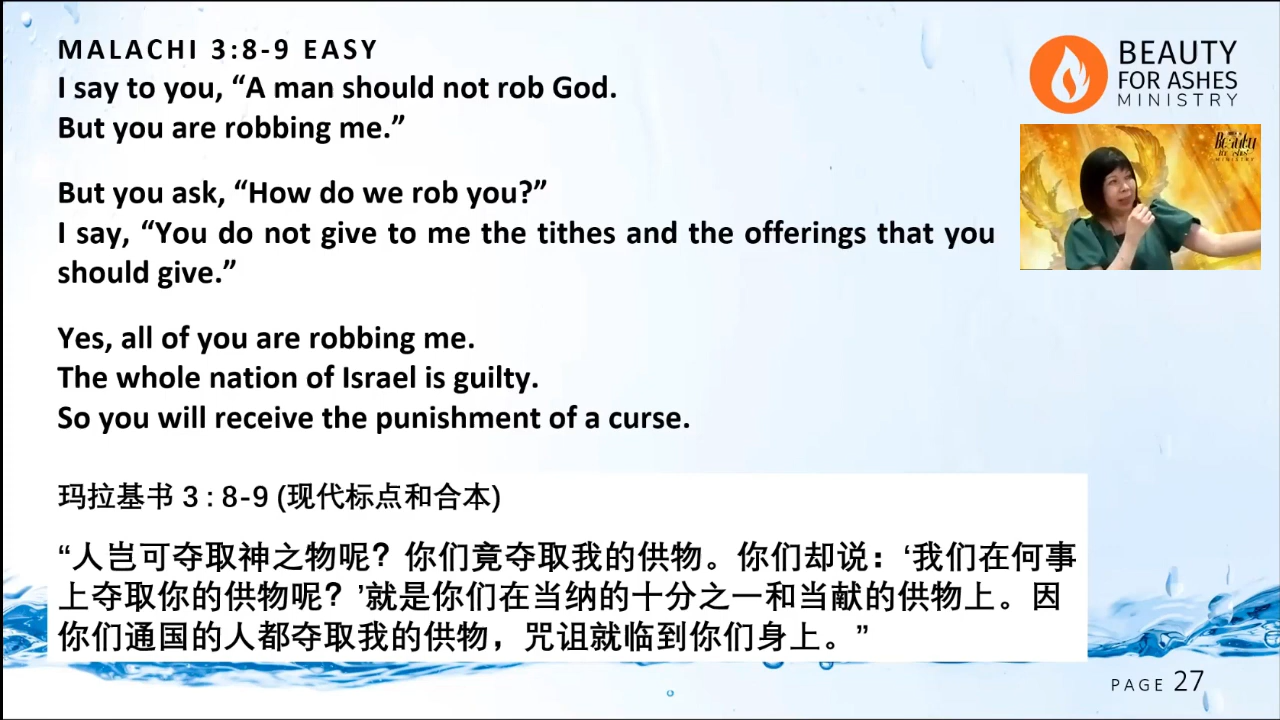 MALACHI 3:8-9 EASY
I say to you, “A man should not rob God.
But you are robbing me.”
But you ask, “How do we rob you?”
I say, “You do not give to me the tithes and the offerings that you
should give.”
Yes, all of you are robbing me.
The whole nation of Israel is guilty.
So you will receive the punishment of a curse.
玛拉基书 3 : 8-9 (现代标点和合本)
“人岂可夺取神之物呢？你们竟夺取我的供物。你们却说：‘我们在何事
上夺取你的供物呢？’就是你们在当纳的十分之一和当献的供物上。因
你们通国的人都夺取我的供物，咒诅就临到你们身上。”
BEAUTY
FOR ASHES
MINISTRY
Beauty
for ashes
MINISTRY
PAGE 27